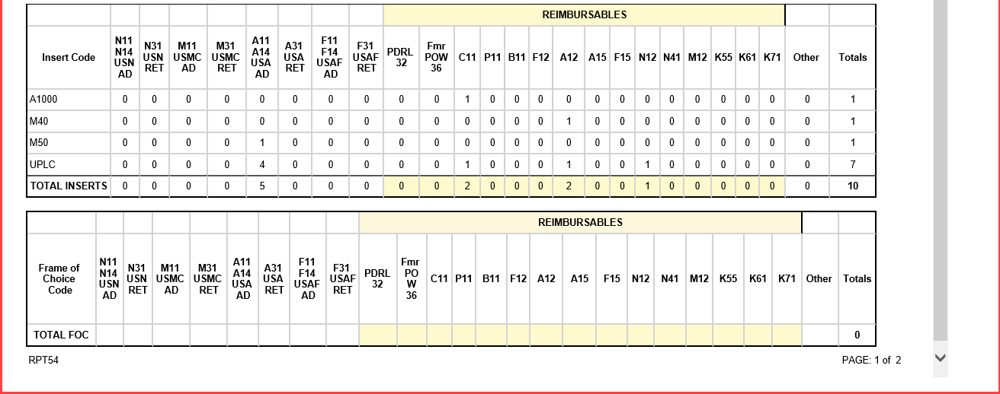 REIMBURSABLES
Insert Code N11 N14 USN AD N31 USN RET M11 USMC AD M31 USMC RET A11 A14 USA AD A31 USA RET F11 F14 USAF AD F31 USAF RET PDRL 32 Fmr POW 36 C11 P11 B11 F12 A12 A15 F15 N12 N41 M12 K55 K61 K71 Other Totals
A1000 0 0 0 0 0 0 0 0 0 0 1 0 0 0 0 0 0 0 0 0 0 0 0 0 1
M40 0 0 0 0 0 0 0 0 0 0 0 0 0 0 1 0 0 0 0 0 0 0 0 0 1
M50 0 0 0 0 1 0 0 0 0 0 0 0 0 0 0 0 0 0 0 0 0 0 0 0 1
UPLC 0 0 0 0 4 0 0 0 0 0 1 0 0 0 1 0 0 1 0 0 0 0 0 0 7
TOTAL INSERTS 0 0 0 0 5 0 0 0 0 0 2 0 0 0 2 0 0 1 0 0 0 0 0 0 10
REIMBURSABLES
Frame of Choice Code N11 N14 USN AD N31 USN RET M11 USMC AD M31 USMC RET A11 A14 USA AD A31 USA RET F11 F14 USAF AD F31 USAF RET PDRL 32 Fmr PO W 36 C11 P11 B11 F12 A12 A15 F15 N12 N41 M12 K55 K61 K71 Other Totals
TOTAL FOC 0
RPT54 PAGE: 1 of 2